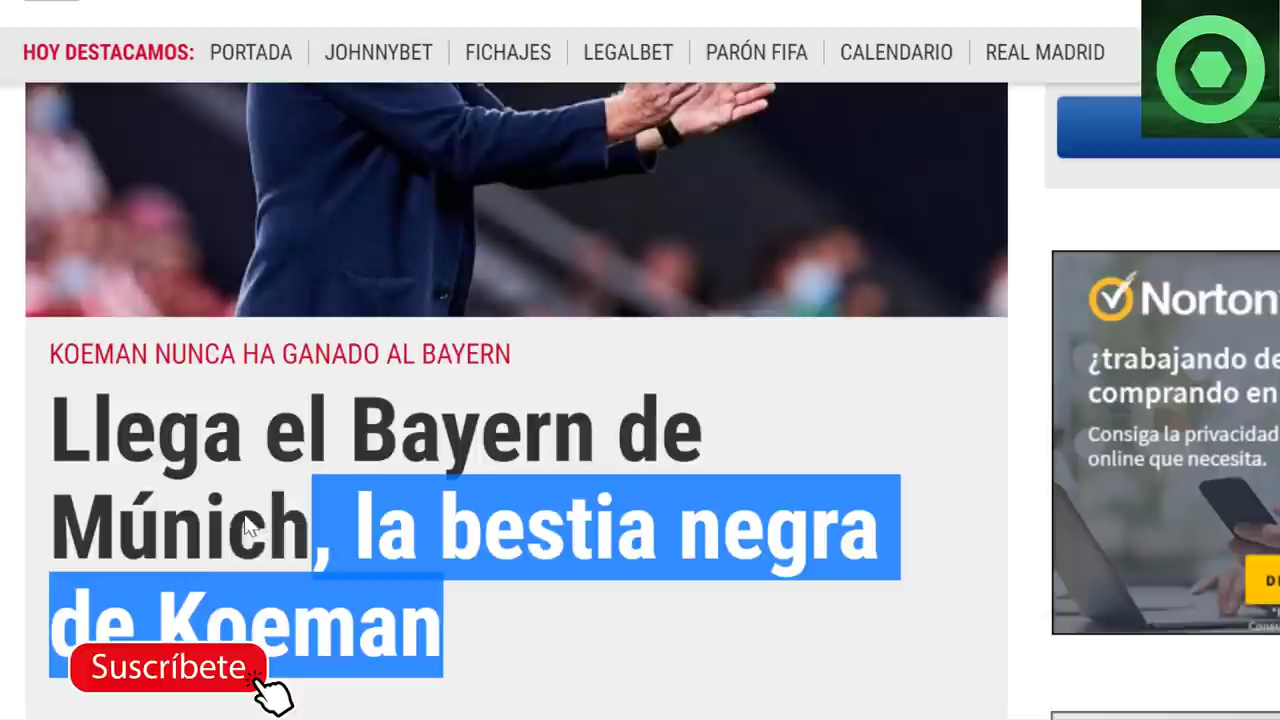 HOY DESTACAMOS: PORTADA JOHNNYBET FICHAJES LEGALBET PARÓN FIFA CALENDARIO REAL MADRID
KOEMAN NUNCA HA GANADO AL BAYERN
Llega el Bayern de
Múnich, la bestia negra
de Koeman
Suscríbete
Norton
¿trabajando de
comprando en
Consiga la privacidad
online que necesita.